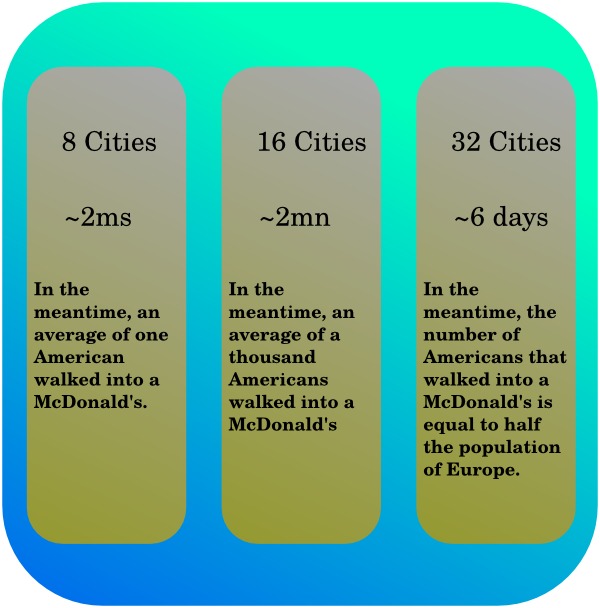 8 Cities
~2ms
In the
meantime, an
average of one
American
walked into a
McDonald's.
16 Cities
~2mn
In the
meantime, an
average of a
thousand
Americans
walked into a
McDonald's
32 Cities
~6 days
In the
meantime, the
number of
Americans that
walked into a
McDonald's is
equal to half
the population
of Europe.